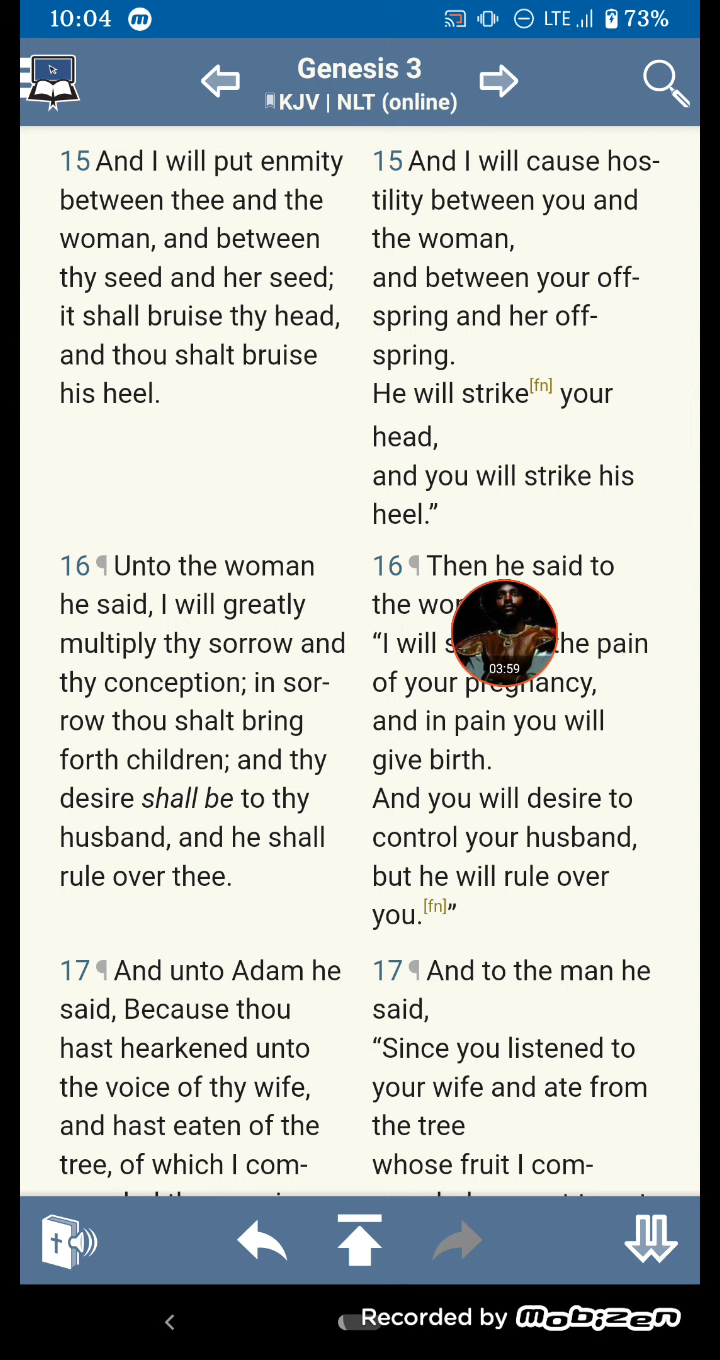 10:04
LTE
73%
Genesis 3
KJV | NLT (online)
15 And I will put enmity
between thee and the
woman, and between
thy seed and her seed;
it shall bruise thy head,
and thou shalt bruise
his heel.
15 And I will cause hos-
tility between you and
the woman,
and between your off-
spring and her off-
spring.
He will strike[fn] your
head,
and you will strike his
heel.”
16 ¶ Unto the woman
he said, I will greatly
multiply thy sorrow and
thy conception; in sor-
row thou shalt bring
forth children; and thy
desire shall be to thy
husband, and he shall
rule over thee.
16 ¶ Then he said to
the
“I will the pain
of your pregnancy,
and in pain you will
give birth.
And you will desire to
control your husband,
but he will rule over
you.[fn]”
03:59
17 ¶ And unto Adam he
said, Because thou
hast hearkened unto
the voice of thy wife,
and hast eaten of the
tree, of which I com-
17 ¶ And to the man he
said,
“Since you listened to
your wife and ate from
the tree
whose fruit I com-
Recorded by mobizen